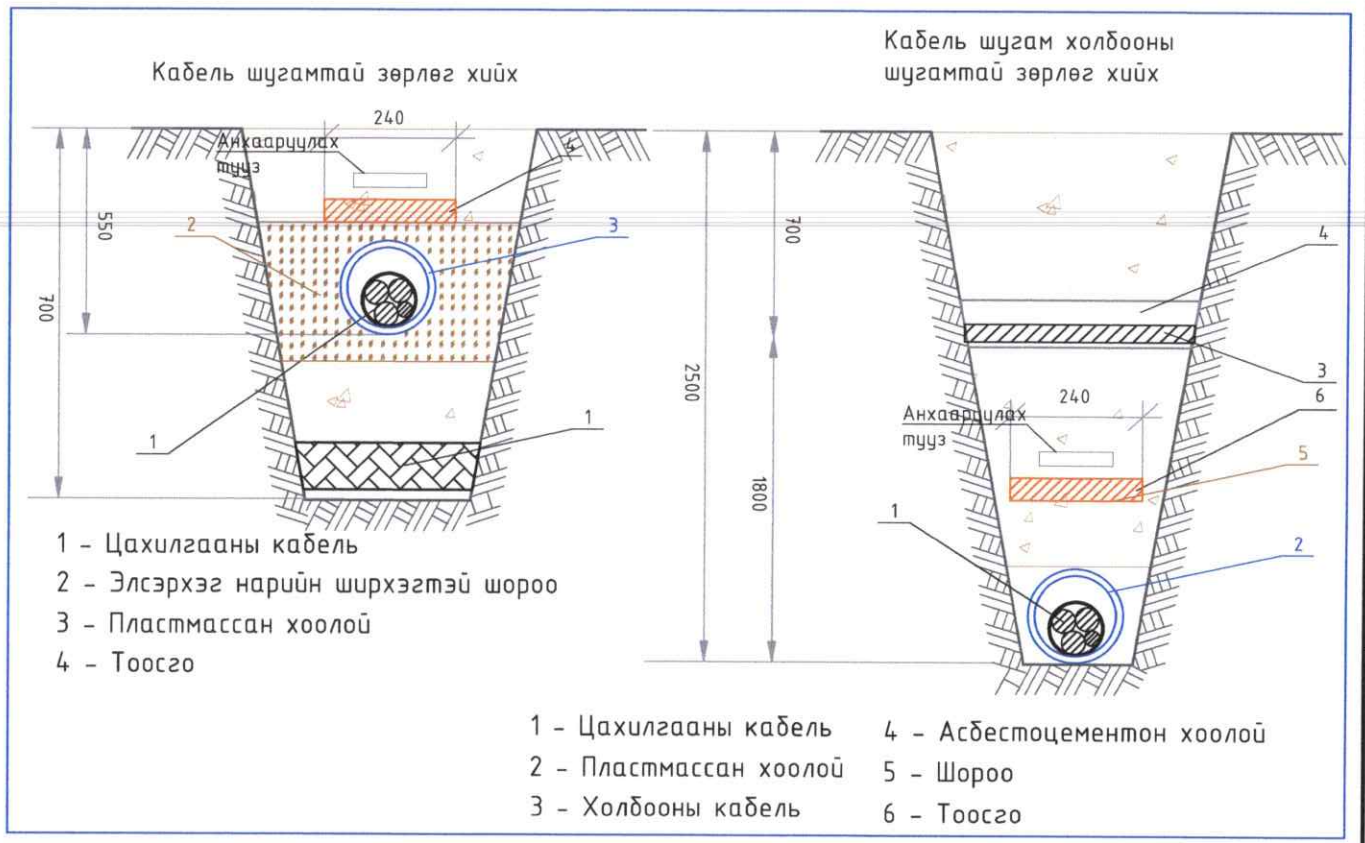 Кабель шугамтай зөрлөг хийх
240
Анхааруулах
тууз
4
550
700
2
3
1
1
1 - Цахилгааны кабель
2 - Элсэрхэг нарийн ширхэгтэй шороо
3 - Пластмассан хоолой
4 - Тоосго
Кабель шугам холбооны
шугамтай зөрлөг хийх
700
4
2500
3
6
240
Анхааруулах
тууз
5
1800
1
2
1 - Цахилгааны кабель
2 - Пластмассан хоолой
3 - Холбооны кабель
4 - Асбестоцементон хоолой
5 - Шороо
6 - Тоосго